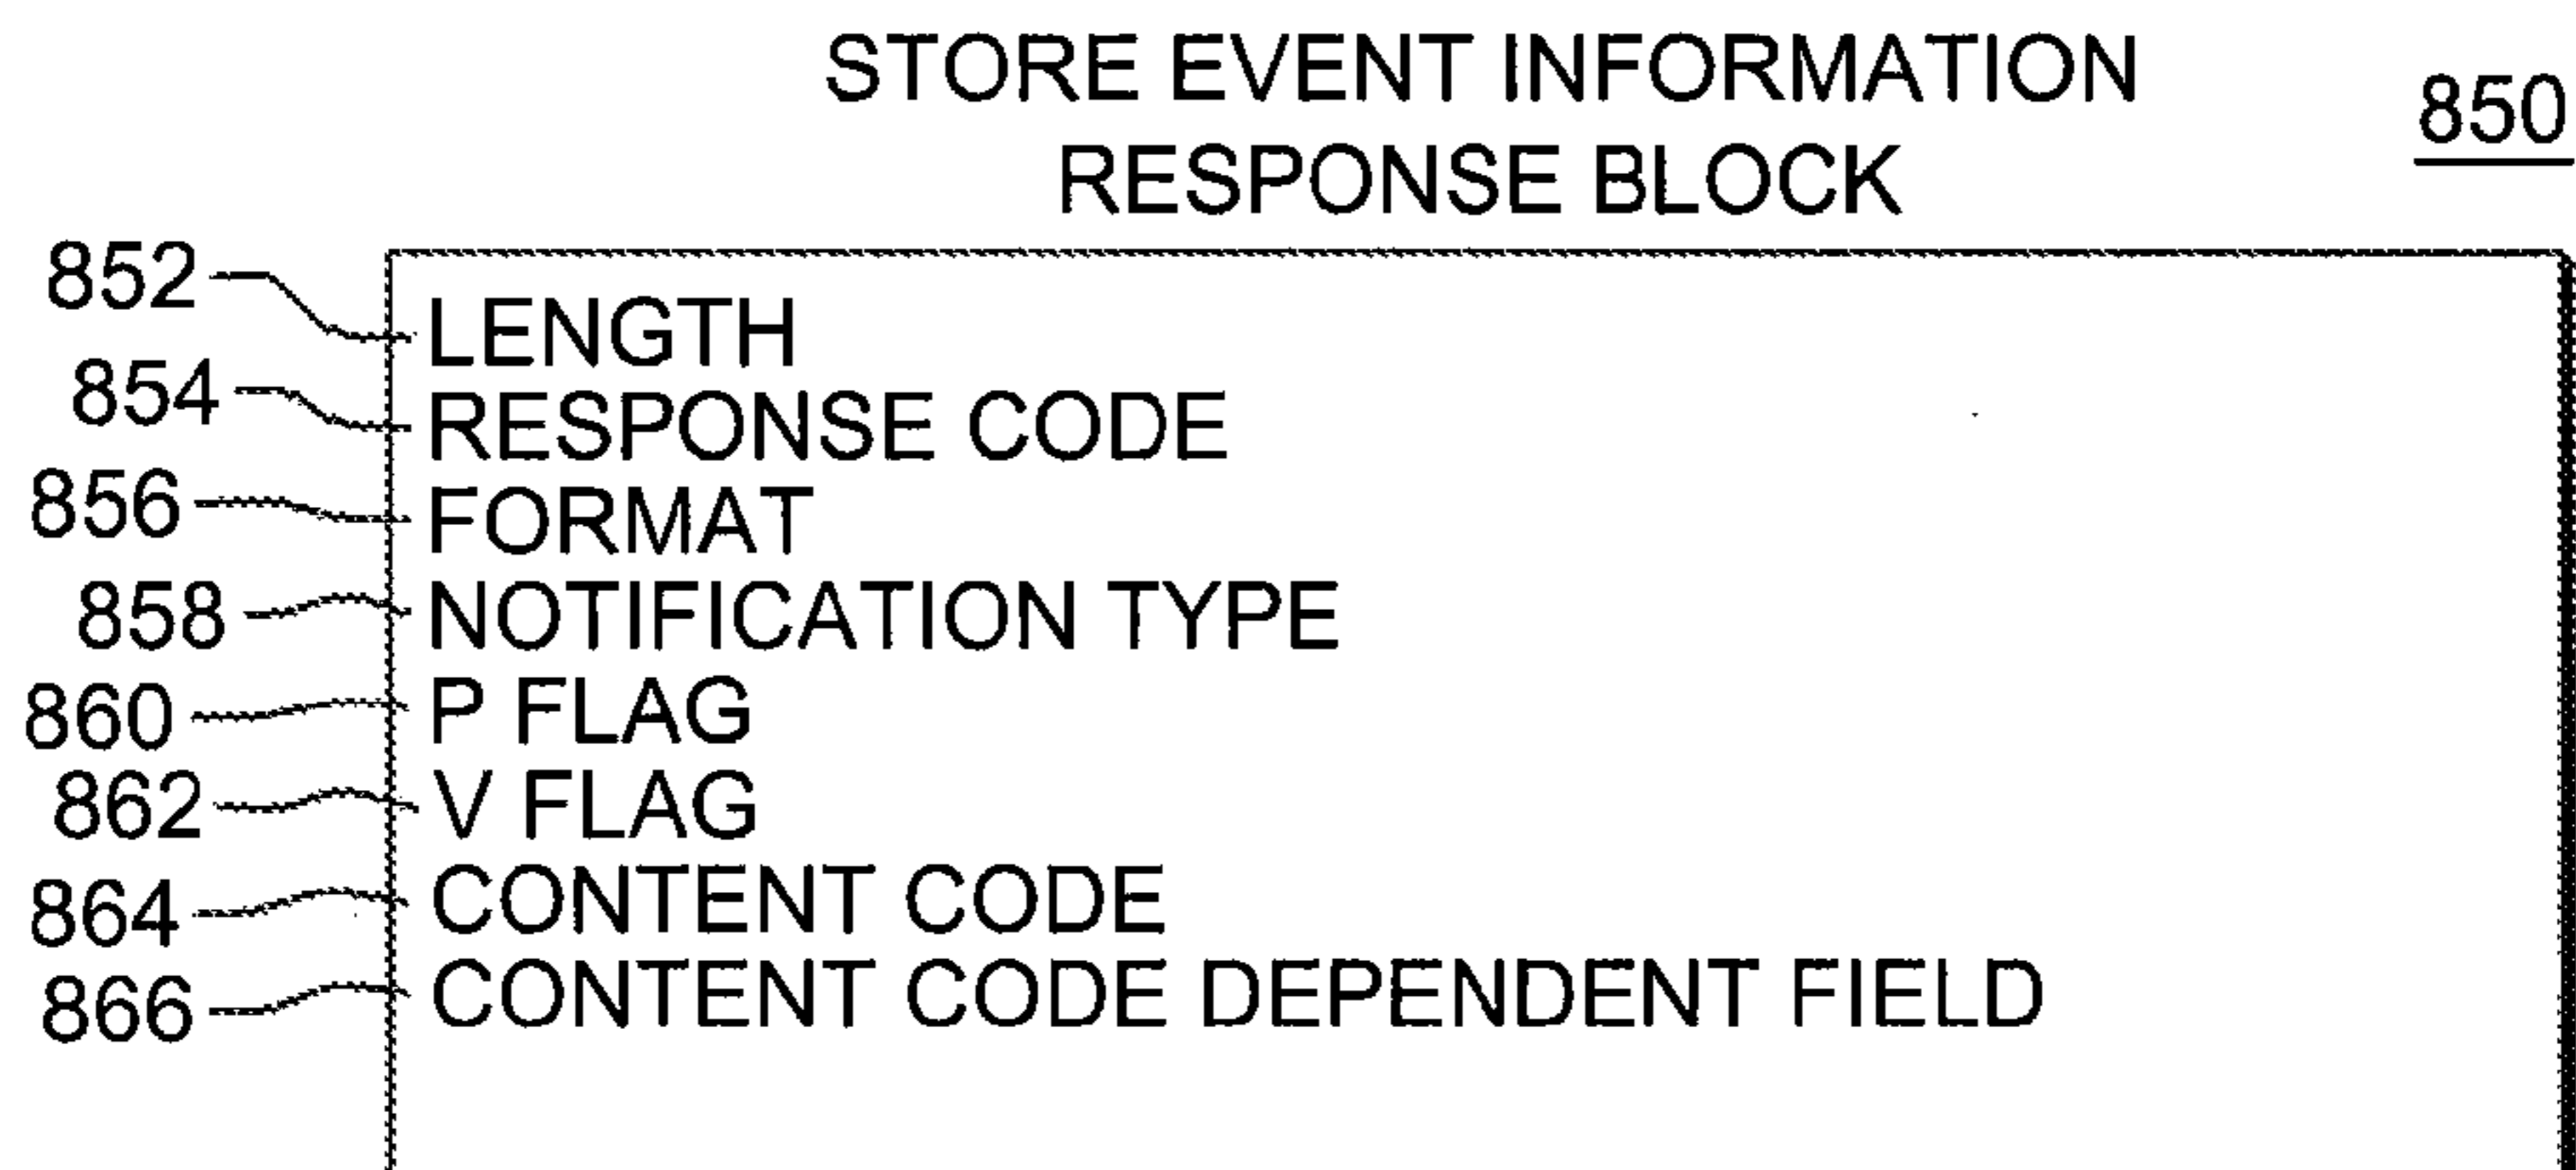 STORE EVENT INFORMATION
RESPONSE BLOCK
850
852 LENGTH
854 RESPONSE CODE
856 FORMAT
858 NOTIFICATION TYPE
860 P FLAG
862 V FLAG
864 CONTENT CODE
866 CONTENT CODE DEPENDENT FIELD